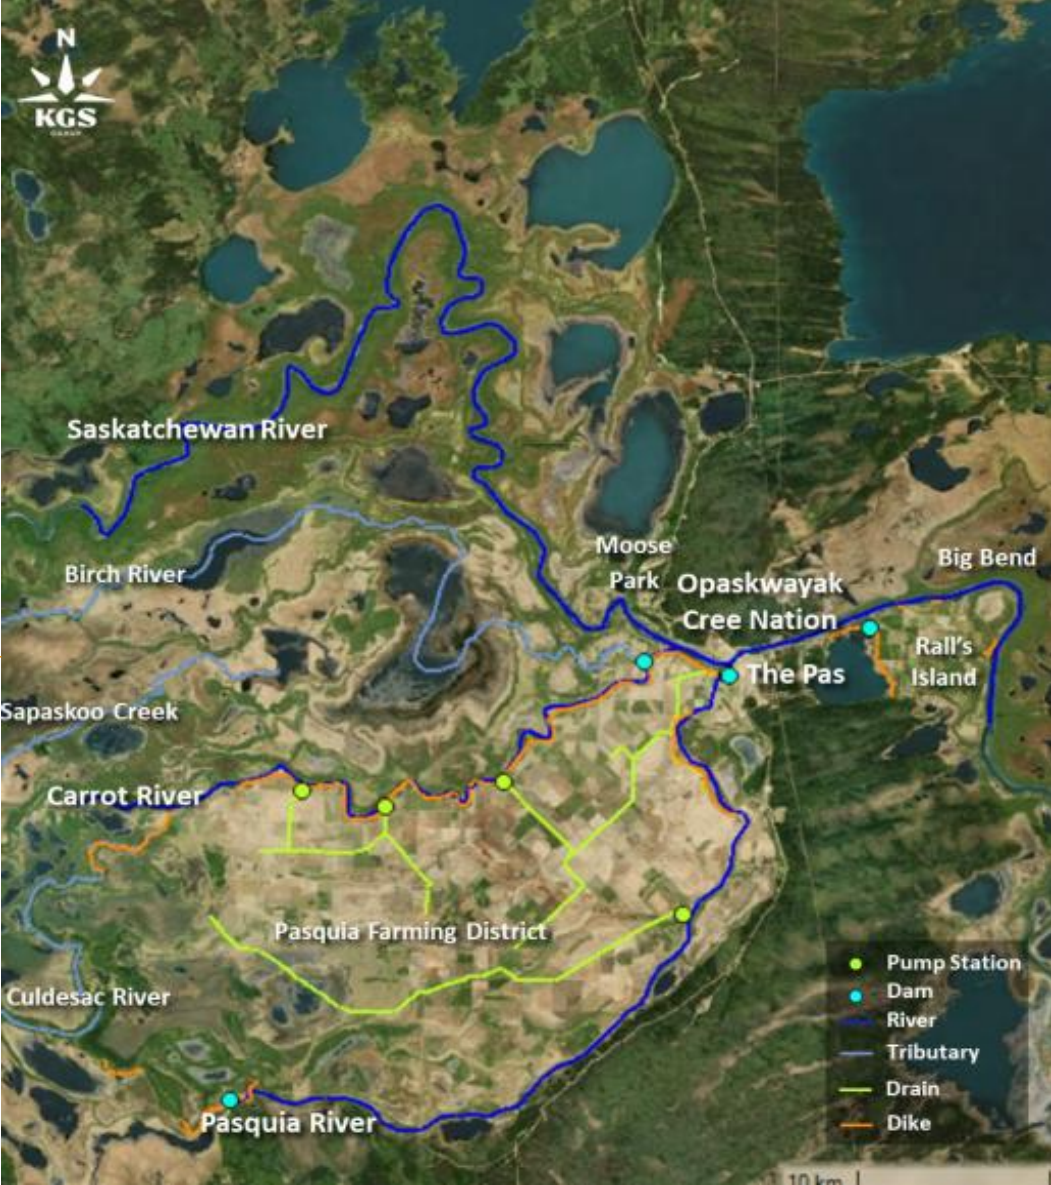 N
KGS
GROUP
Saskatchewan River
Moose
Park
Big Bend
Birch River
Opaskwayak
Cree Nation
Rall's
Island
The Pas
Sapaskoo Creek
Carrot River
Pasquia Farming District
Culdesac River
Pasquia River
Pump Station
Dam
River
Tributary
Drain
Dike
10 km